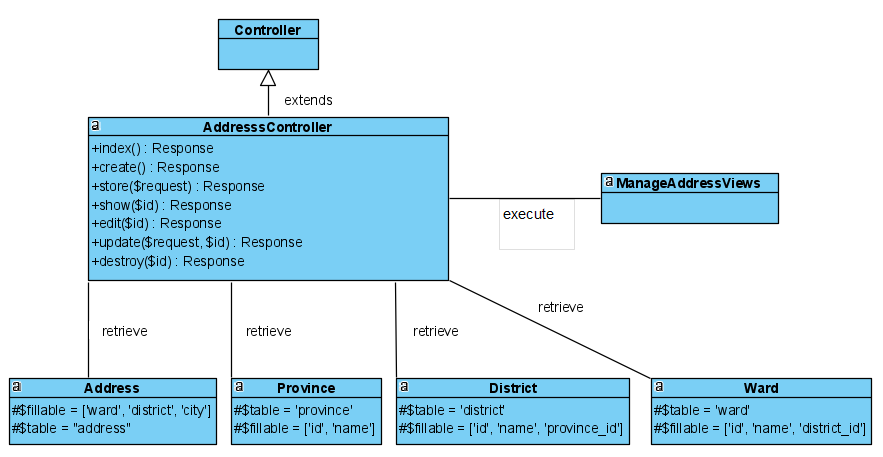 Controller
extends
a
AddresssController
+index() : Response
+create() : Response
+store($request) : Response
+show($id) : Response
+edit($id) : Response
+update($request, $id) : Response
+destroy($id) : Response
a
ManageAddressViews
execute
retrieve
retrieve
retrieve
retrieve
a
Address
#$fillable = ['ward', 'district', 'city']
#$table = "address"
a
Province
#$table = 'province'
#$fillable = ['id', 'name']
a
District
#$table = 'district'
#$fillable = ['id', 'name', 'province_id']
a
Ward
#$table = 'ward'
#$fillable = ['id', 'name', 'district_id']